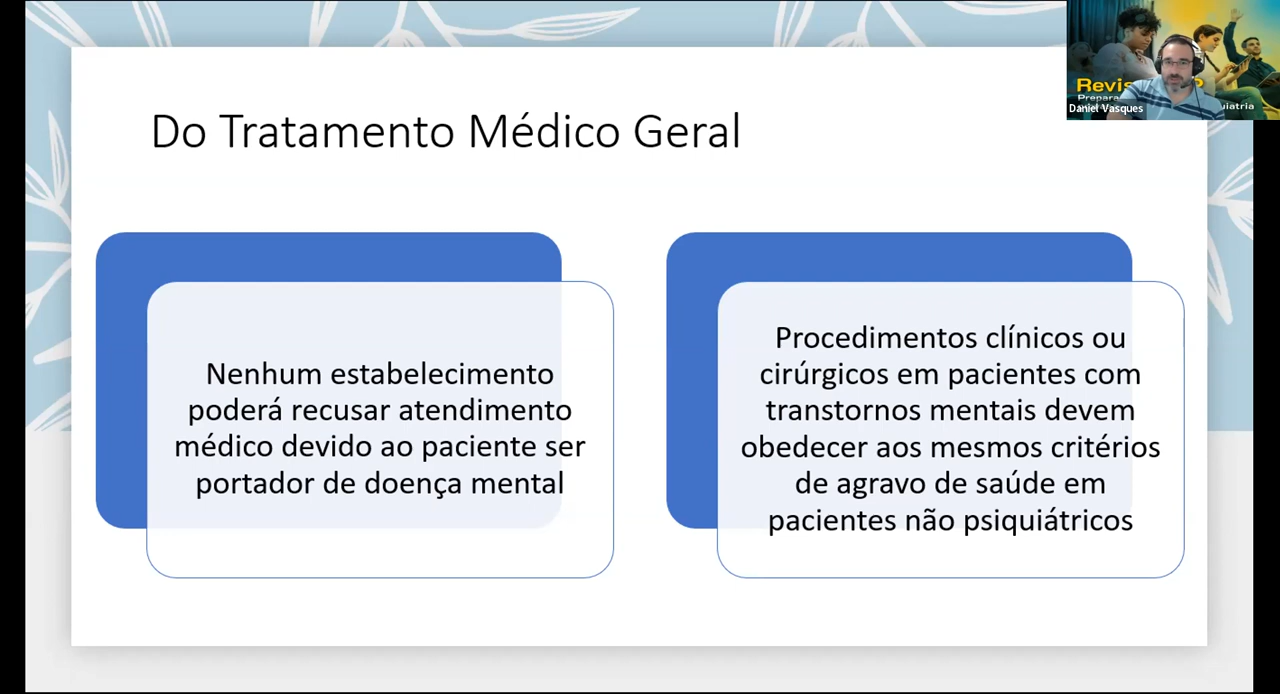 Do Tratamento Médico Geral
Nenhum estabelecimento
poderá recusar atendimento
médico devido ao paciente ser
portador de doença mental
Procedimentos clínicos ou
cirúrgicos em pacientes com
transtornos mentais devem
obedecer aos mesmos critérios
de agravo de saúde em
pacientes não psiquiátricos
Daniel Vasques